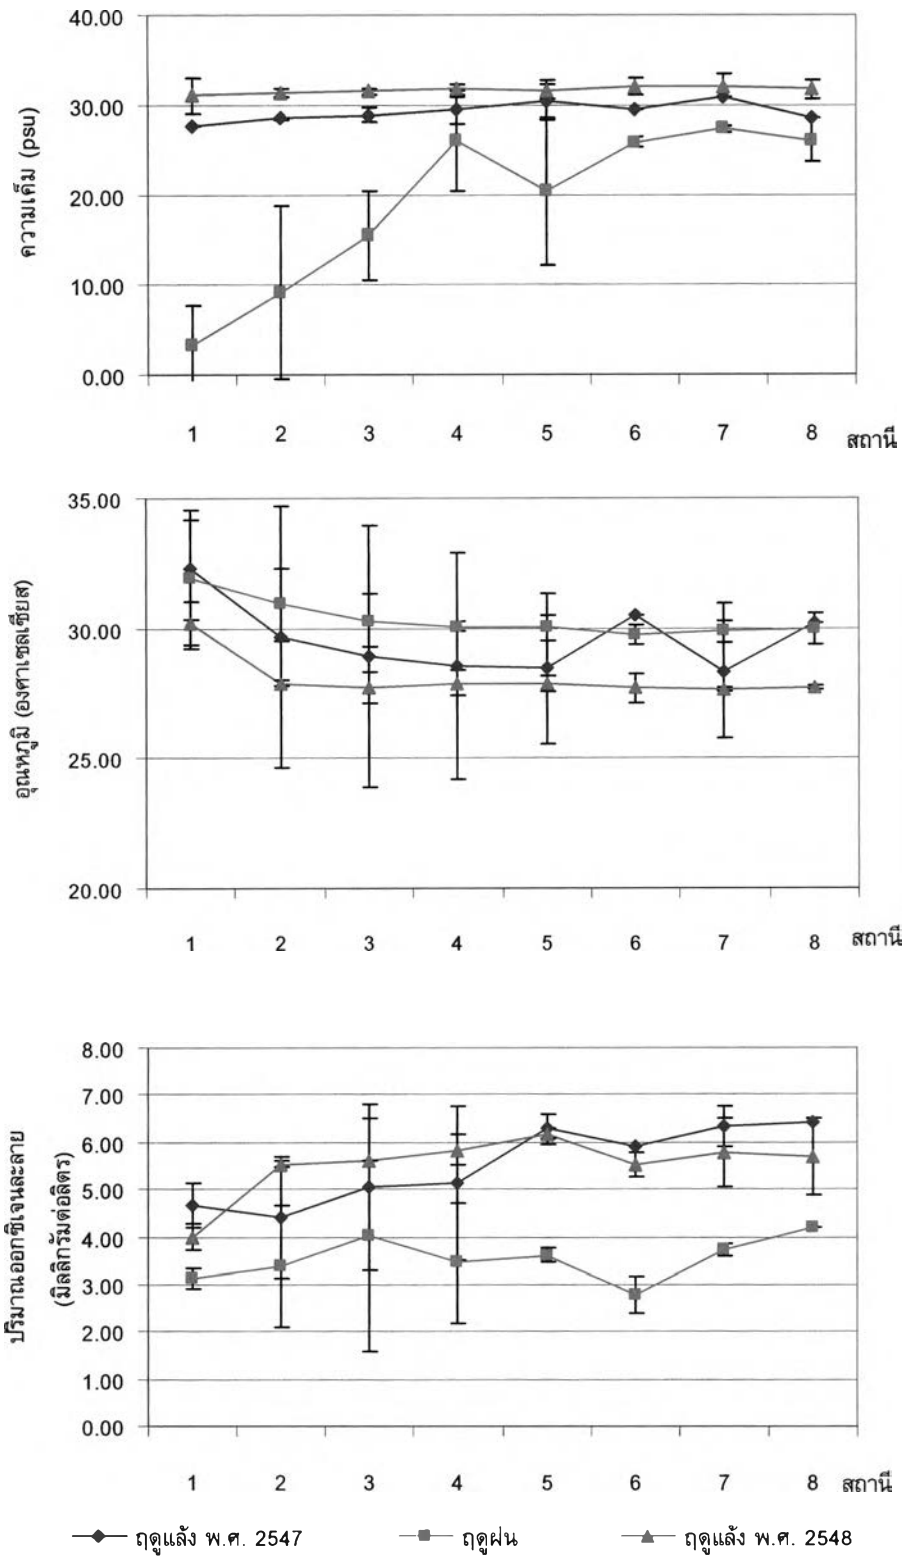 40.00
30.00
20.00
10.00
0.00
ความเค็ม (psu)
1 2 3 4 5 6 7 8 สถานี
35.00
30.00
25.00
20.00
อุณหภูมิ (องศาเซลเซียส)
1 2 3 4 5 6 7 8 สถานี
8.00
7.00
6.00
5.00
4.00
3.00
2.00
1.00
0.00
ปริมาณออกซิเจนละลาย
(มิลลิกรัมต่อลิตร)
1 2 3 4 5 6 7 8 สถานี
ฤดูแล้ง พ.ศ. 2547 ฤดูฝน ฤดูแล้ง พ.ศ. 2548